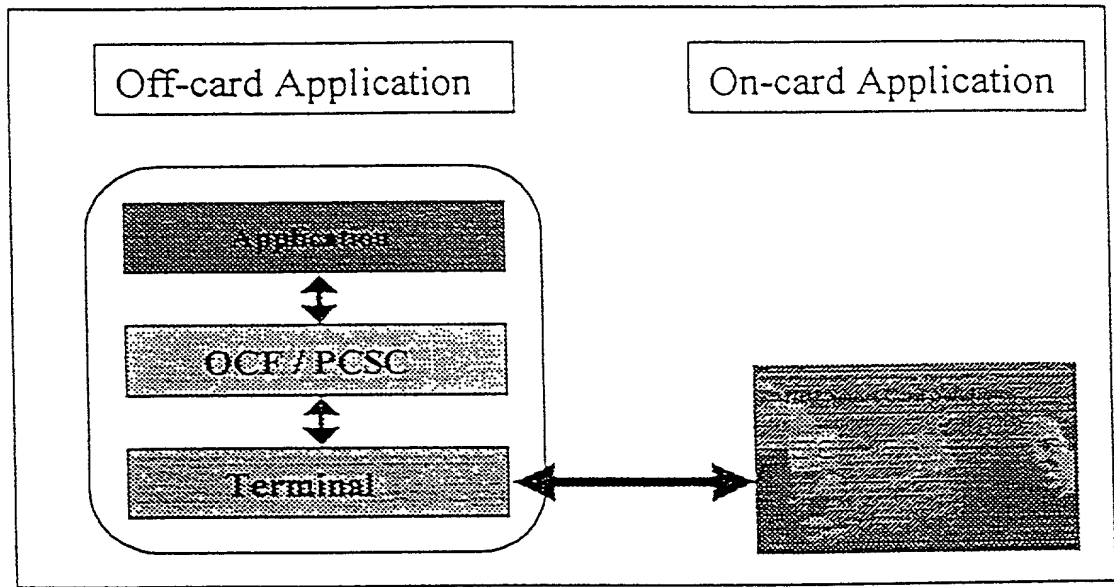 Off-card Application
On-card Application
Application
OCF / PCSC
Terminal